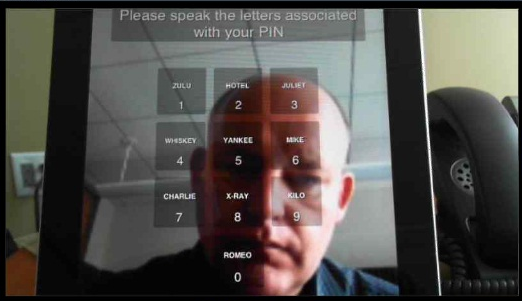 Please speak the letters associated
with your PIN
ZULU HOTEL JULIET
1 2 3
WHISKEY YANKEE MIKE
4 5 6
CHARLIE X-RAY KILO
7 8 9
ROMEO
0